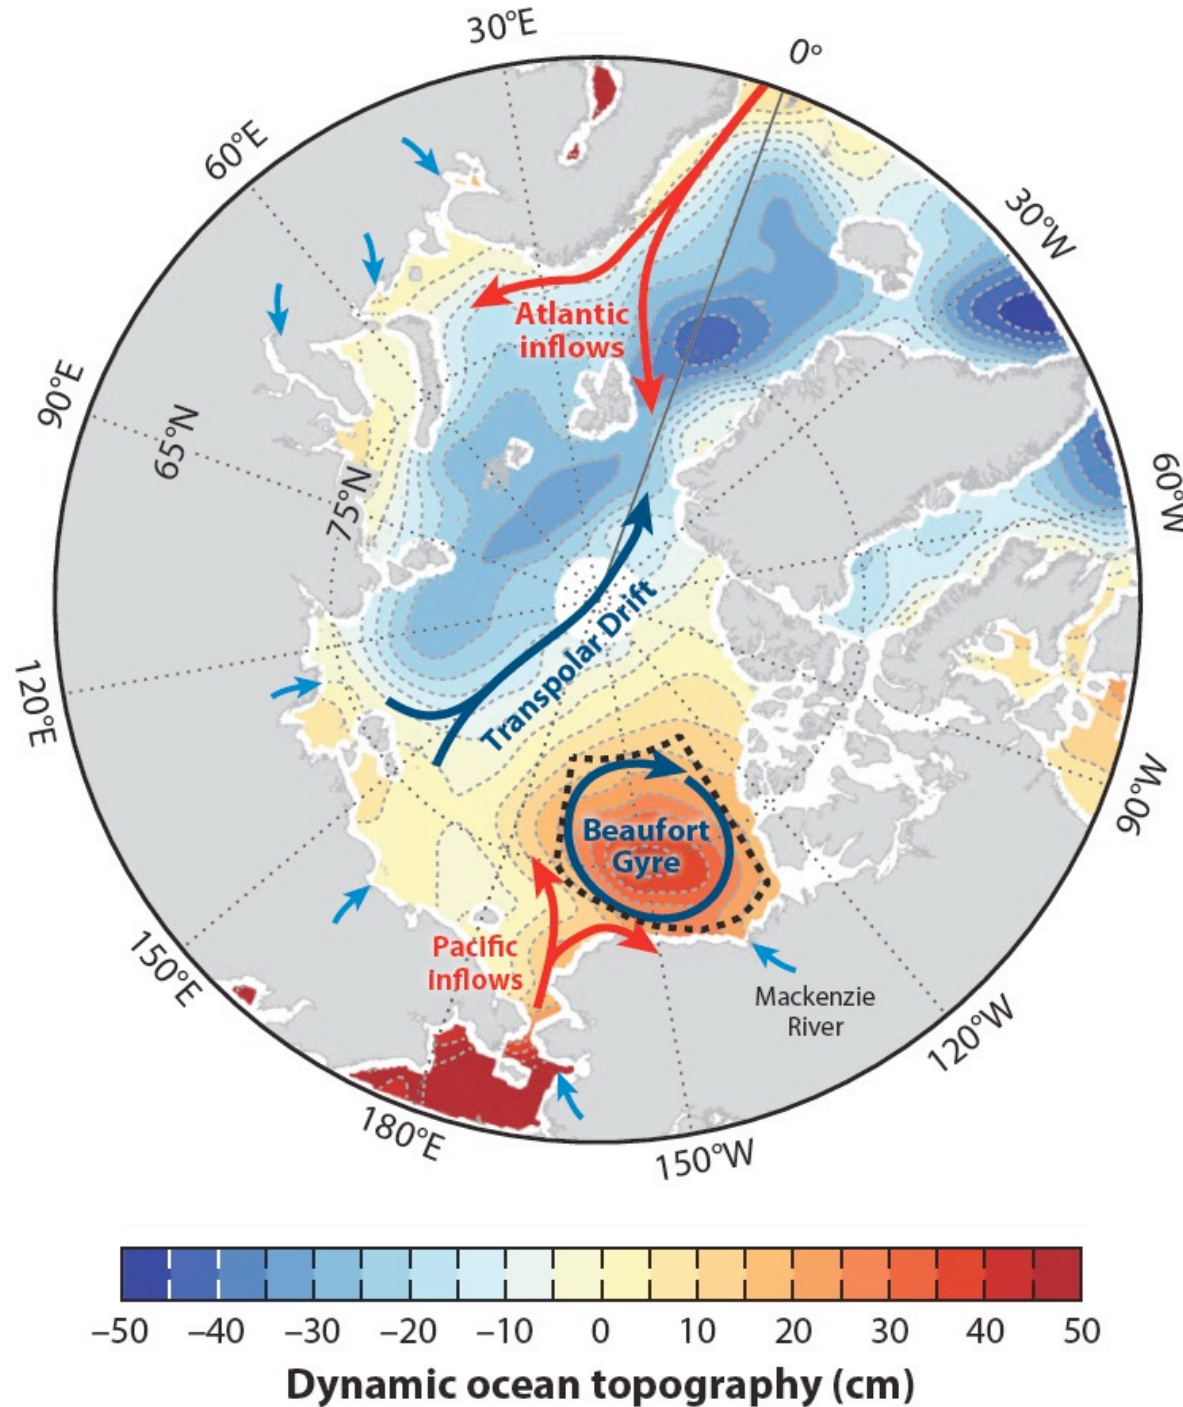 30°E
0°
60°E
30°W
Atlantic
inflows
90°E
65°N
75°N
60°W
Transpolar Drift
120°E
90°W
Beaufort
Gyre
Pacific
inflows
150°E
Mackenzie
River
120°W
180°E
150°W
−50 −40 −30 −20 −10 0 10 20 30 40 50
Dynamic ocean topography (cm)